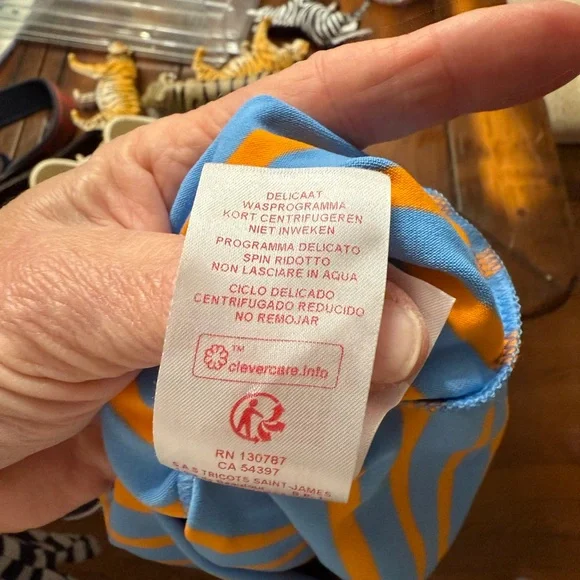 DELICAAT
WASPROGRAMMA
KORT CENTRIFUGEREN
NIET INWEKEN
PROGRAMMA DELICATO
SPIN RIDOTTO
NON LASCIARE IN AQUA
CICLO DELICADO
CENTRIFUGADO REDUCIDO
NO REMOJAR
TM
clevercare.info
RN 130787
CA 54397
S.A.S TRICOTS SAINT-JAMES